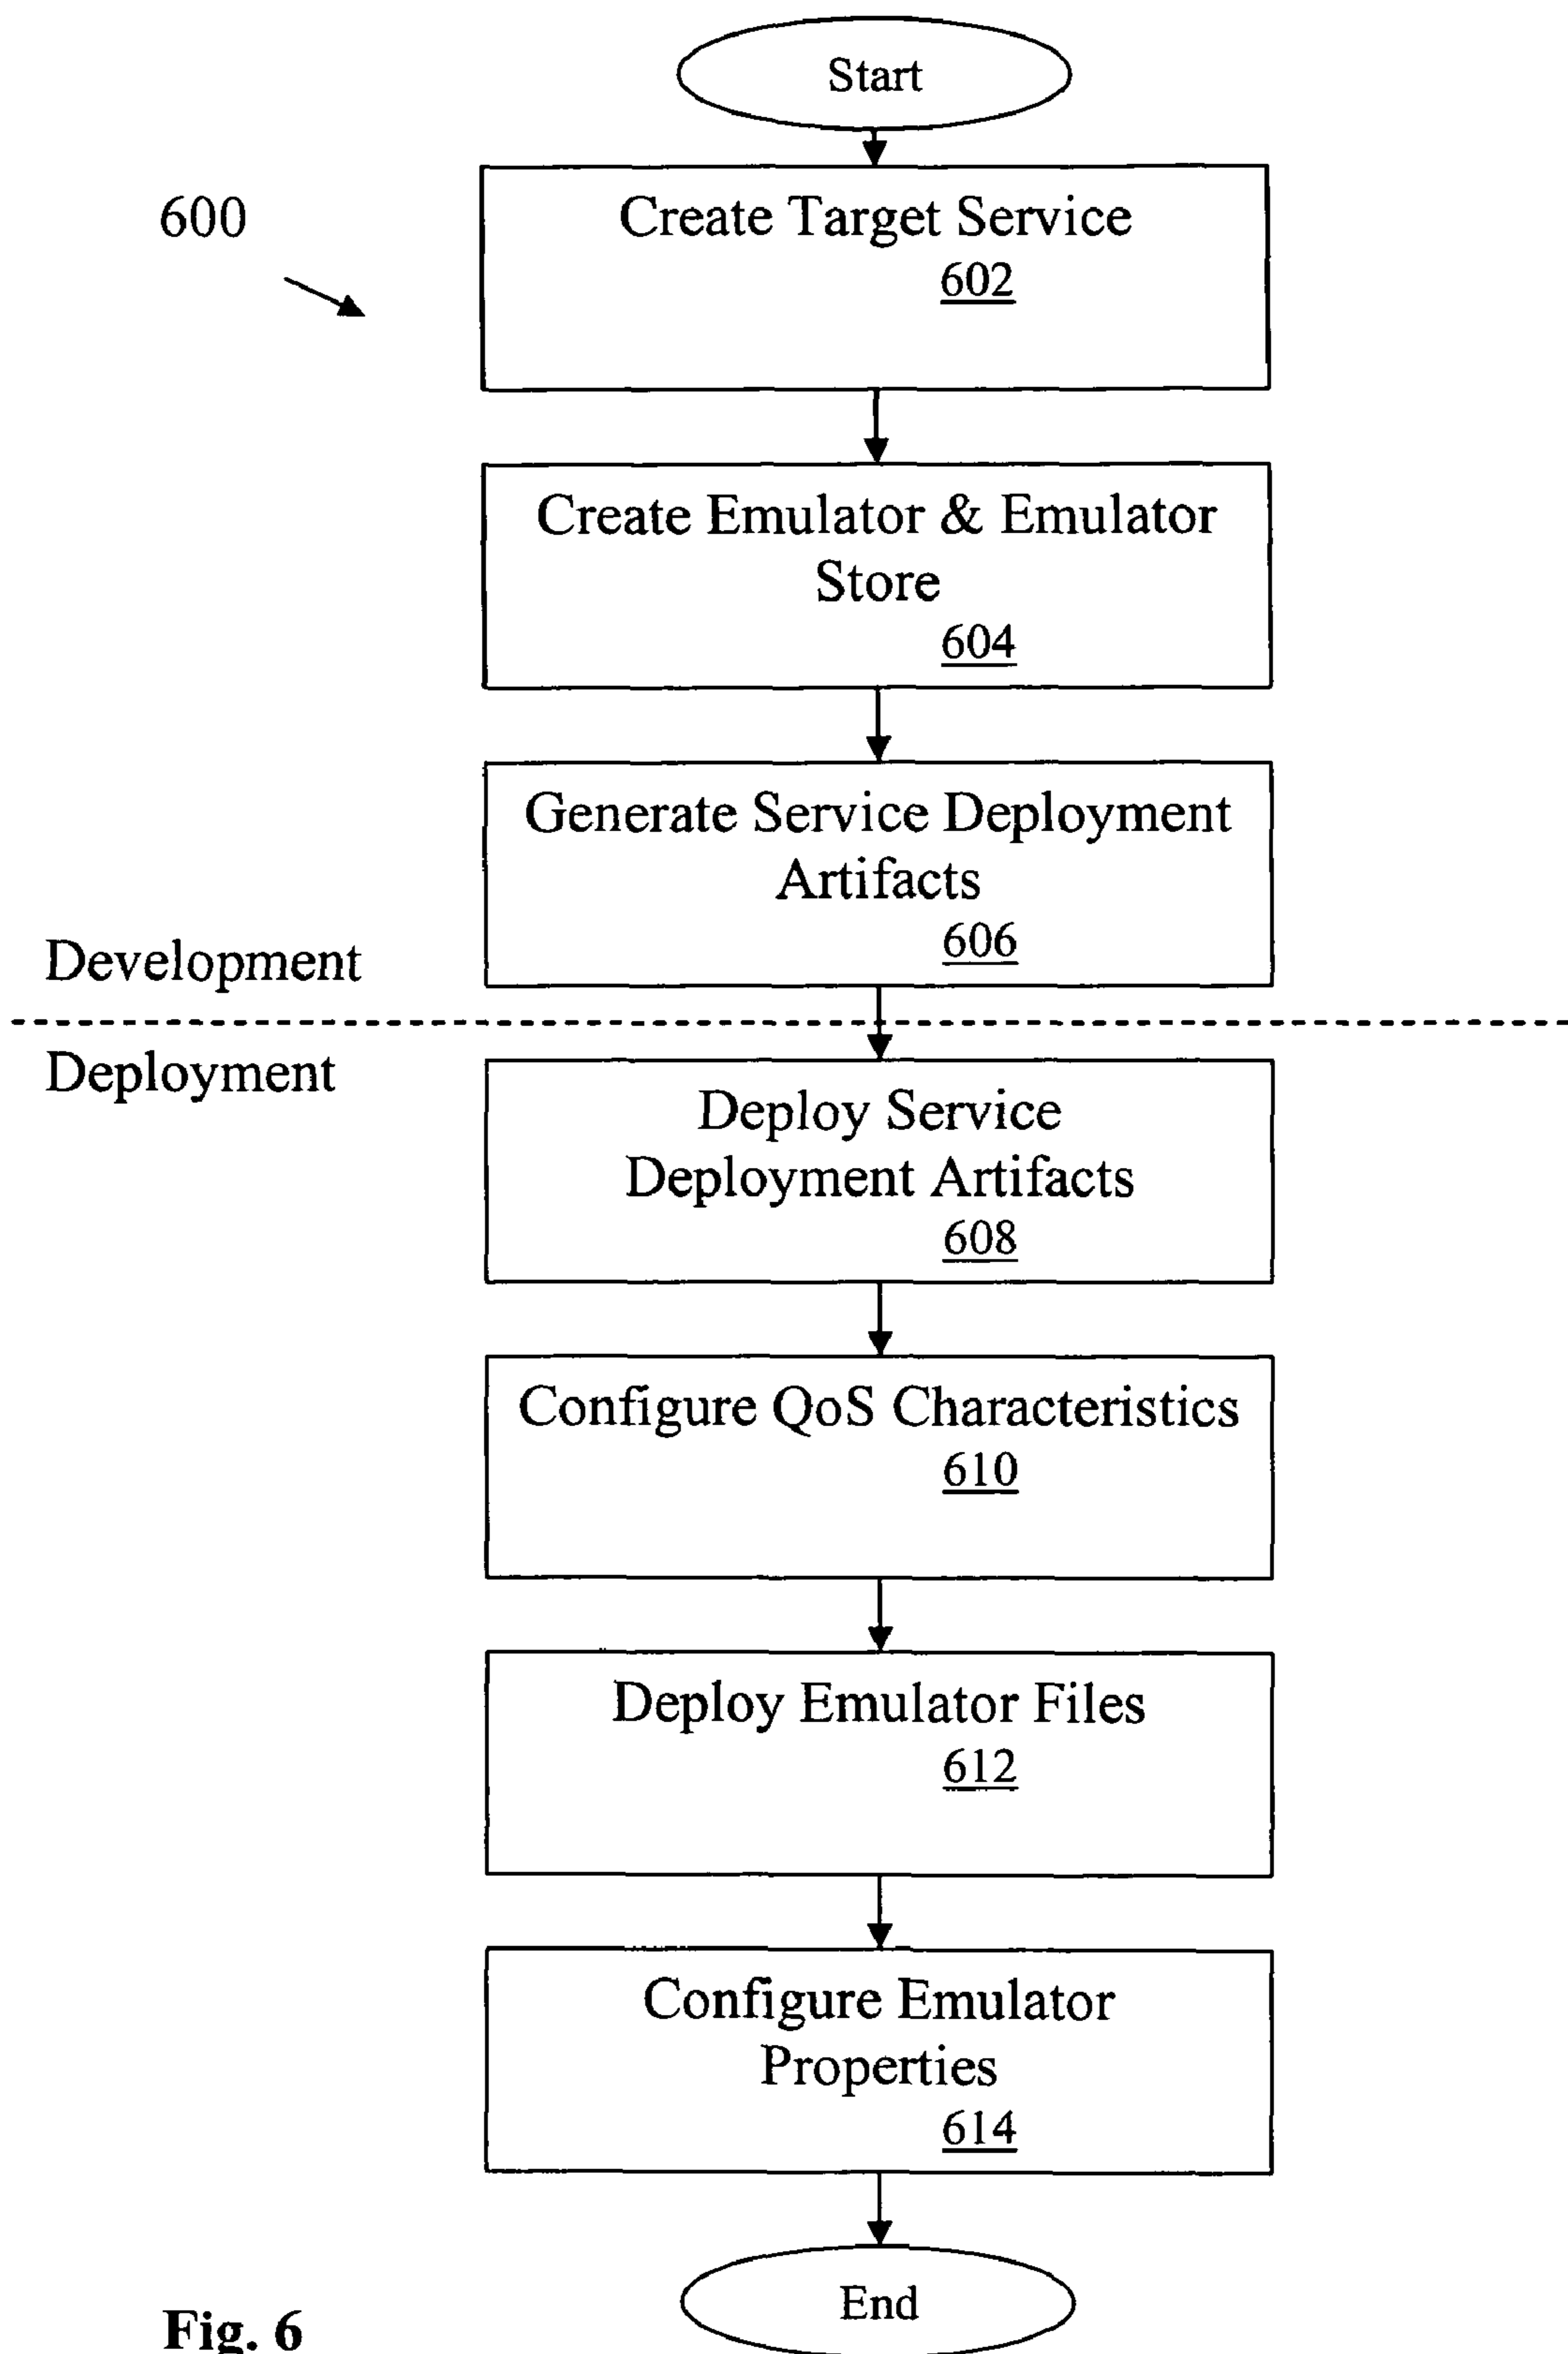 Start
600
Create Target Service
602
Create Emulator & Emulator
Store
604
Generate Service Deployment
Artifacts
606
Development
Deployment
Deploy Service
Deployment Artifacts
608
Configure QoS Characteristics
610
Deploy Emulator Files
612
Configure Emulator
Properties
614
End
Fig. 6